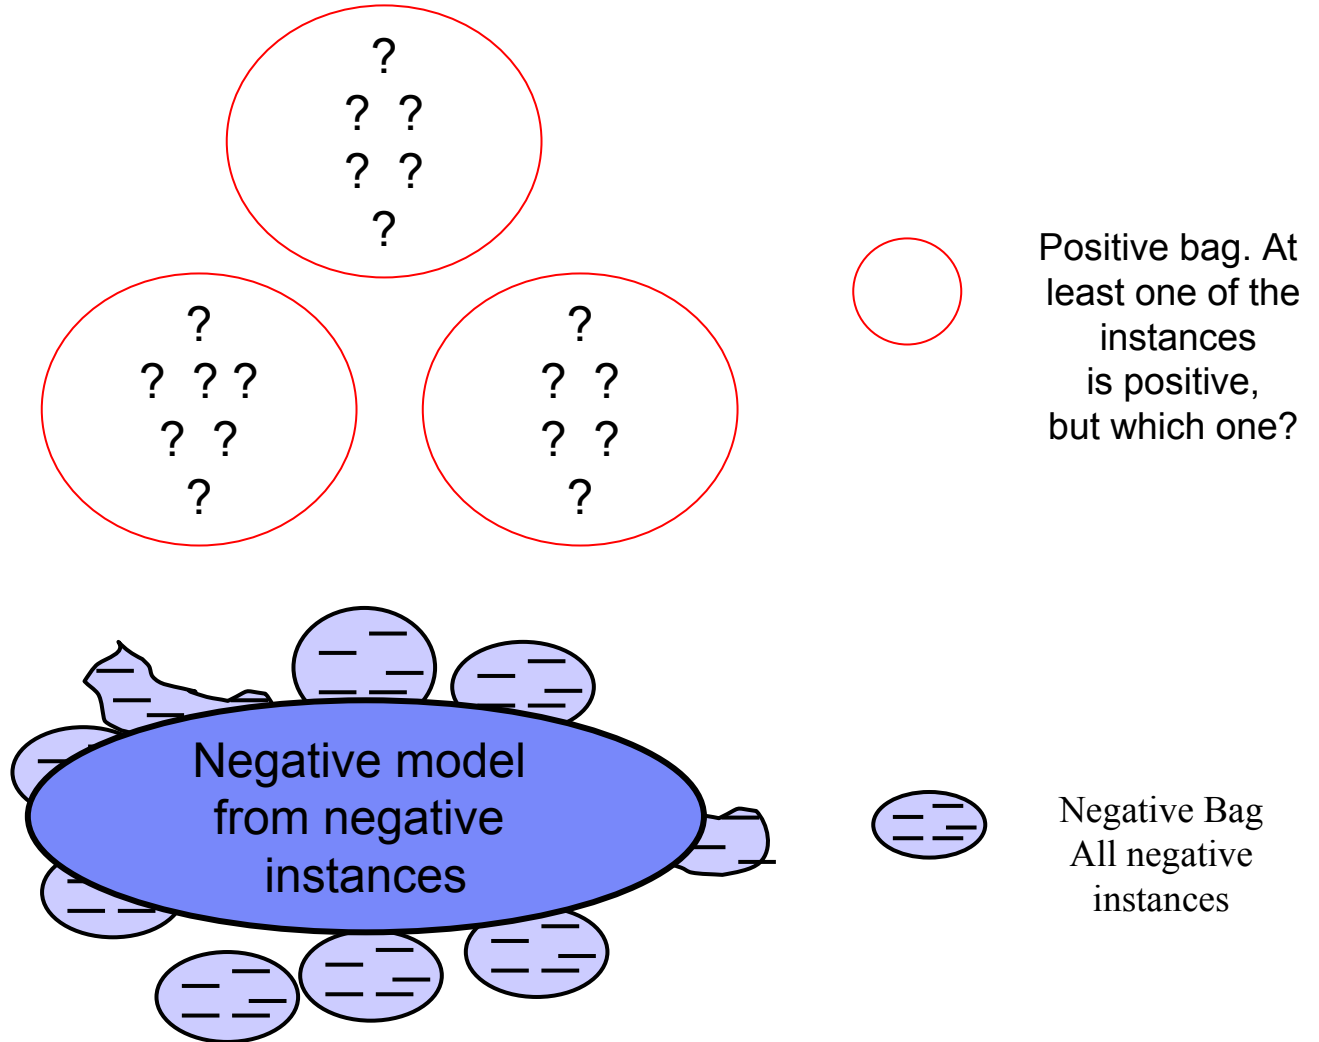 ?
? ?
? ?
?
?
? ? ?
? ?
?
?
? ?
? ?
?
Positive bag. At
least one of the
instances
is positive,
but which one?
Negative model
from negative
instances
Negative Bag
All negative
instances